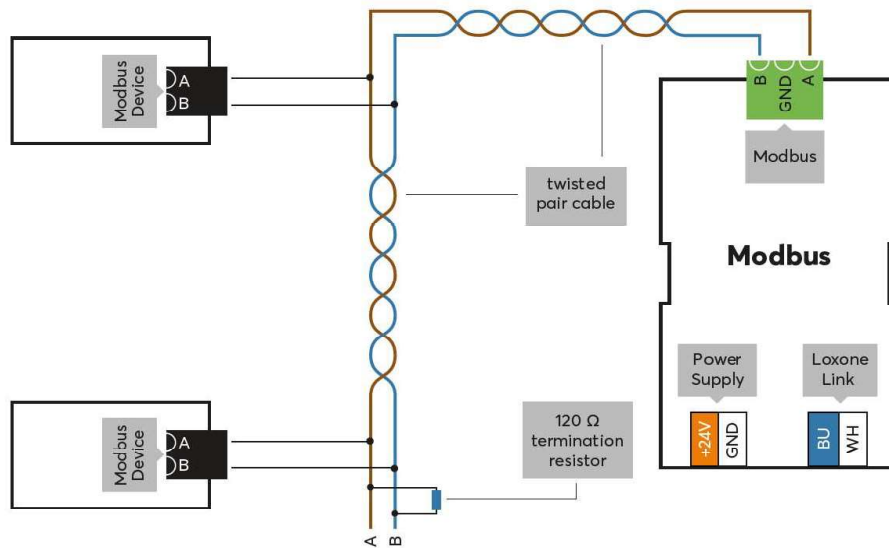 Modbus
Device
A
B
B
GND
A
Modbus
twisted
pair cable
Modbus
Power
Supply
Loxone
Link
+24V
GND
BU
WH
Modbus
Device
A
B
120 Ω
termination
resistor
A
B